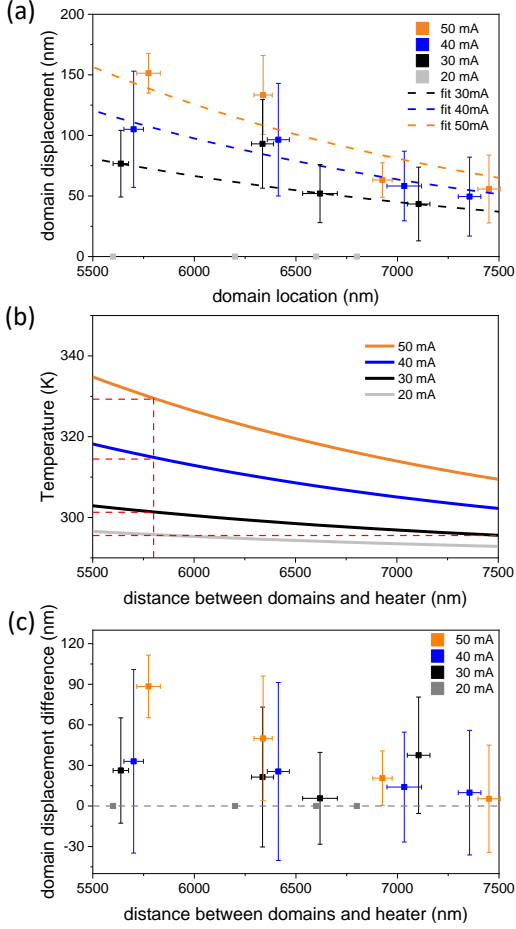 (a)
200
150
100
50
0
domain displacement (nm)
50 mA
40 mA
30 mA
20 mA
fit 30mA
fit 40mA
fit 50mA
5500 6000 6500 7000 7500
domain location (nm)
(b)
340
320
300
Temperature (K)
50 mA
40 mA
30 mA
20 mA
5500 6000 6500 7000 7500
distance between domains and heater (nm)
(c)
120
90
60
30
0
-30
domain displacement difference (nm)
50 mA
40 mA
30 mA
20 mA
5500 6000 6500 7000 7500
distance between domains and heater (nm)